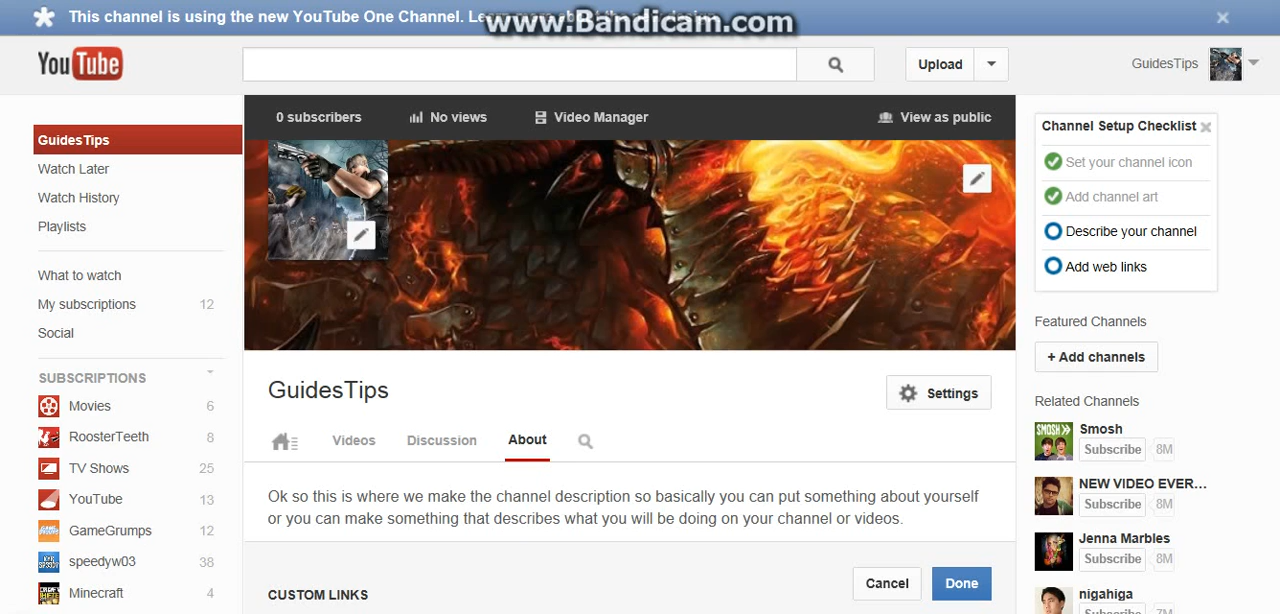 This channel is using the new YouTube One Channel.
www.Bandicam.com
YouTube
Upload
GuidesTips
0 subscribers
No views
Video Manager
View as public
GuidesTips
Watch Later
Watch History
Playlists
What to watch
My subscriptions 12
Social
SUBSCRIPTIONS
Movies 6
RoosterTeeth 8
TV Shows 25
YouTube 13
GameGrumps 12
speedyw03 38
Minecraft 4
GuidesTips
Settings
Videos
Discussion
About
Ok so this is where we make the channel description so basically you can put something about yourself
or you can make something that describes what you will be doing on your channel or videos.
Cancel
Done
CUSTOM LINKS
Channel Setup Checklist
Set your channel icon
Add channel art
Describe your channel
Add web links
Featured Channels
+ Add channels
Related Channels
SMOSH
Smosh
Subscribe 8M
NEW VIDEO EVER...
Subscribe 8M
Jenna Marbles
Subscribe 8M
nigahiga
Subscribe 7M